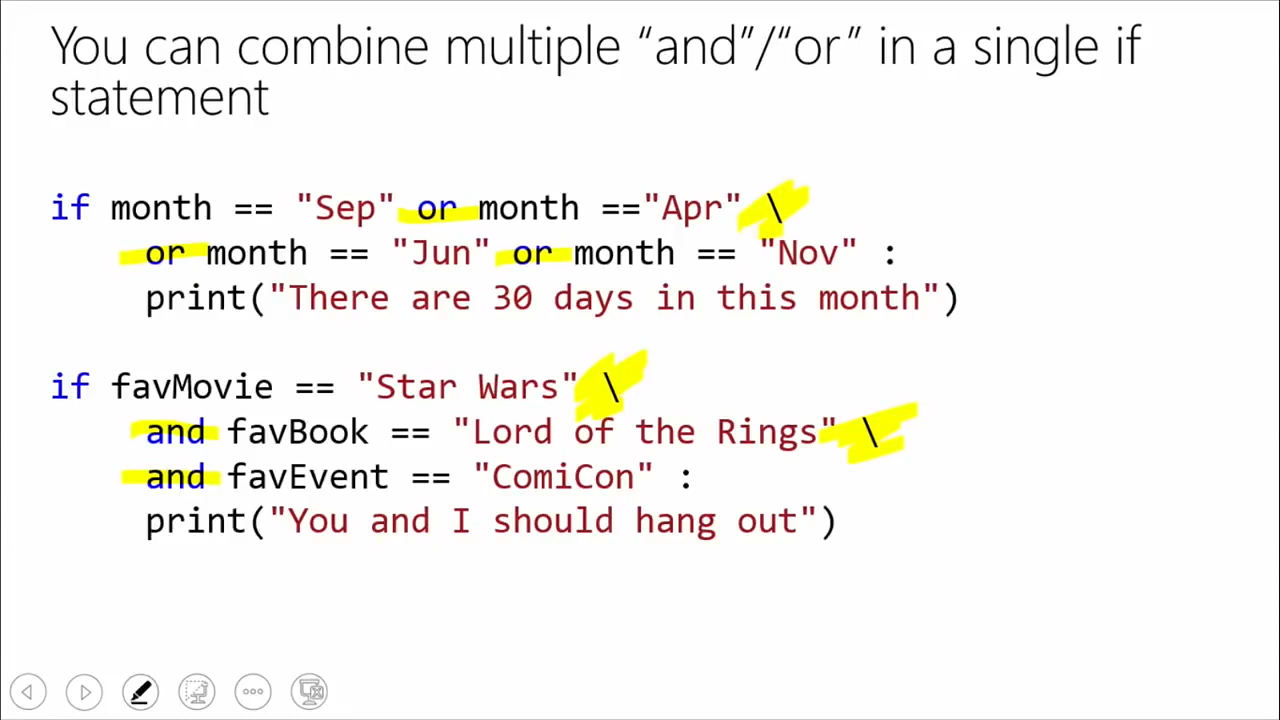 You can combine multiple “and”/“or” in a single if
statement
if month == "Sep" or month =="Apr" \
or month == "Jun" or month == "Nov" :
print("There are 30 days in this month")
if favMovie == "Star Wars" \
and favBook == "Lord of the Rings" \
and favEvent == "ComiCon" :
print("You and I should hang out")